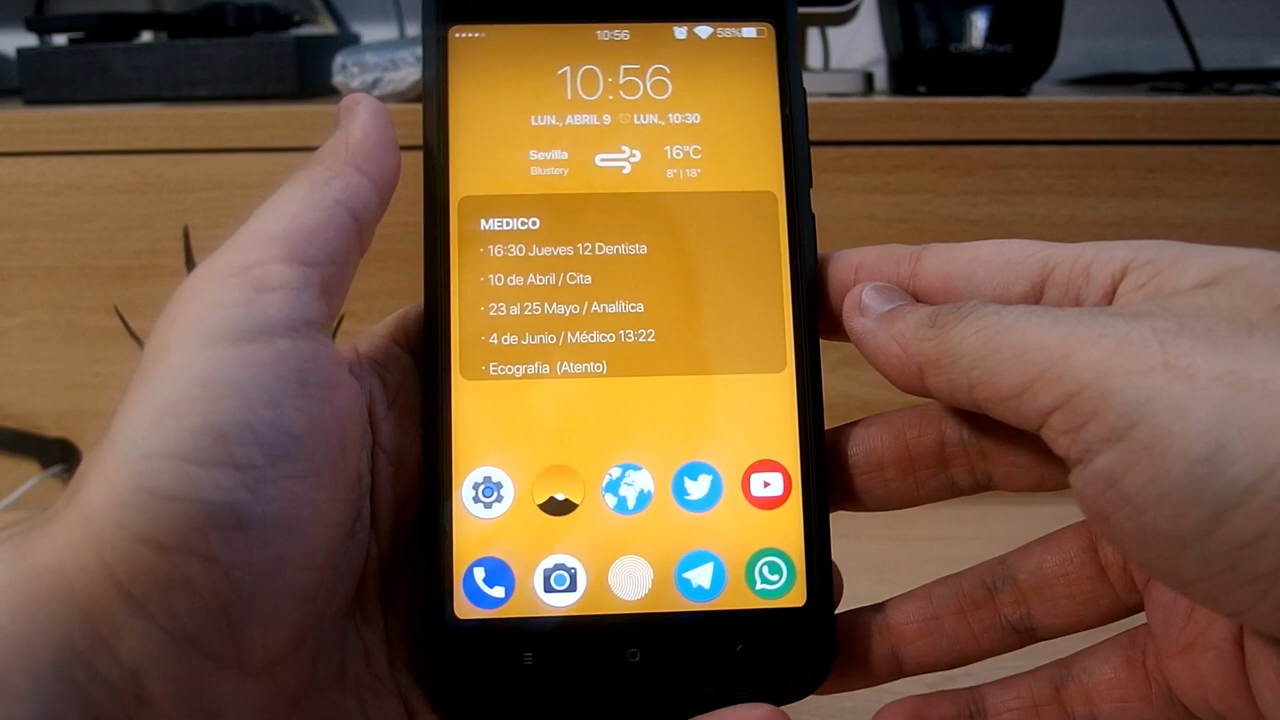 10:56
58%
10:56
LUN., ABRIL 9 LUN., 10:30
Sevilla 16°C
Blustery 8° | 18°
MEDICO
· 16:30 Jueves 12 Dentista
· 10 de Abril / Cita
· 23 al 25 Mayo / Analítica
· 4 de Junio / Médico 13:22
· Ecografia (Atento)